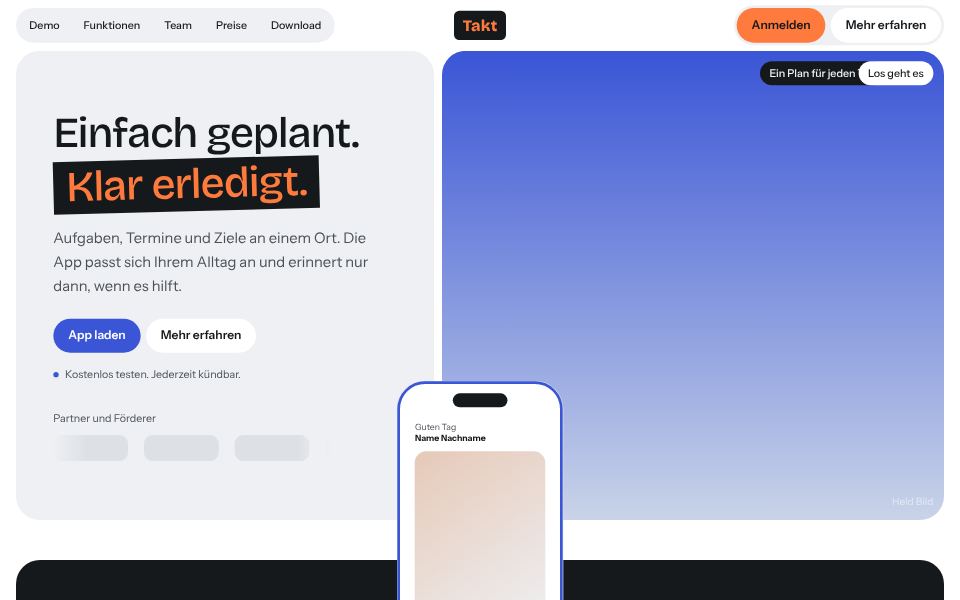 Demo
Funktionen
Team
Preise
Download
Takt
Anmelden
Mehr erfahren
Ein Plan für jeden
Los geht es
Einfach geplant.
Klar erledigt.
Aufgaben, Termine und Ziele an einem Ort. Die
App passt sich Ihrem Alltag an und erinnert nur
dann, wenn es hilft.
App laden
Mehr erfahren
Kostenlos testen. Jederzeit kündbar.
Partner und Förderer
Guten Tag
Name Nachname
Held Bild